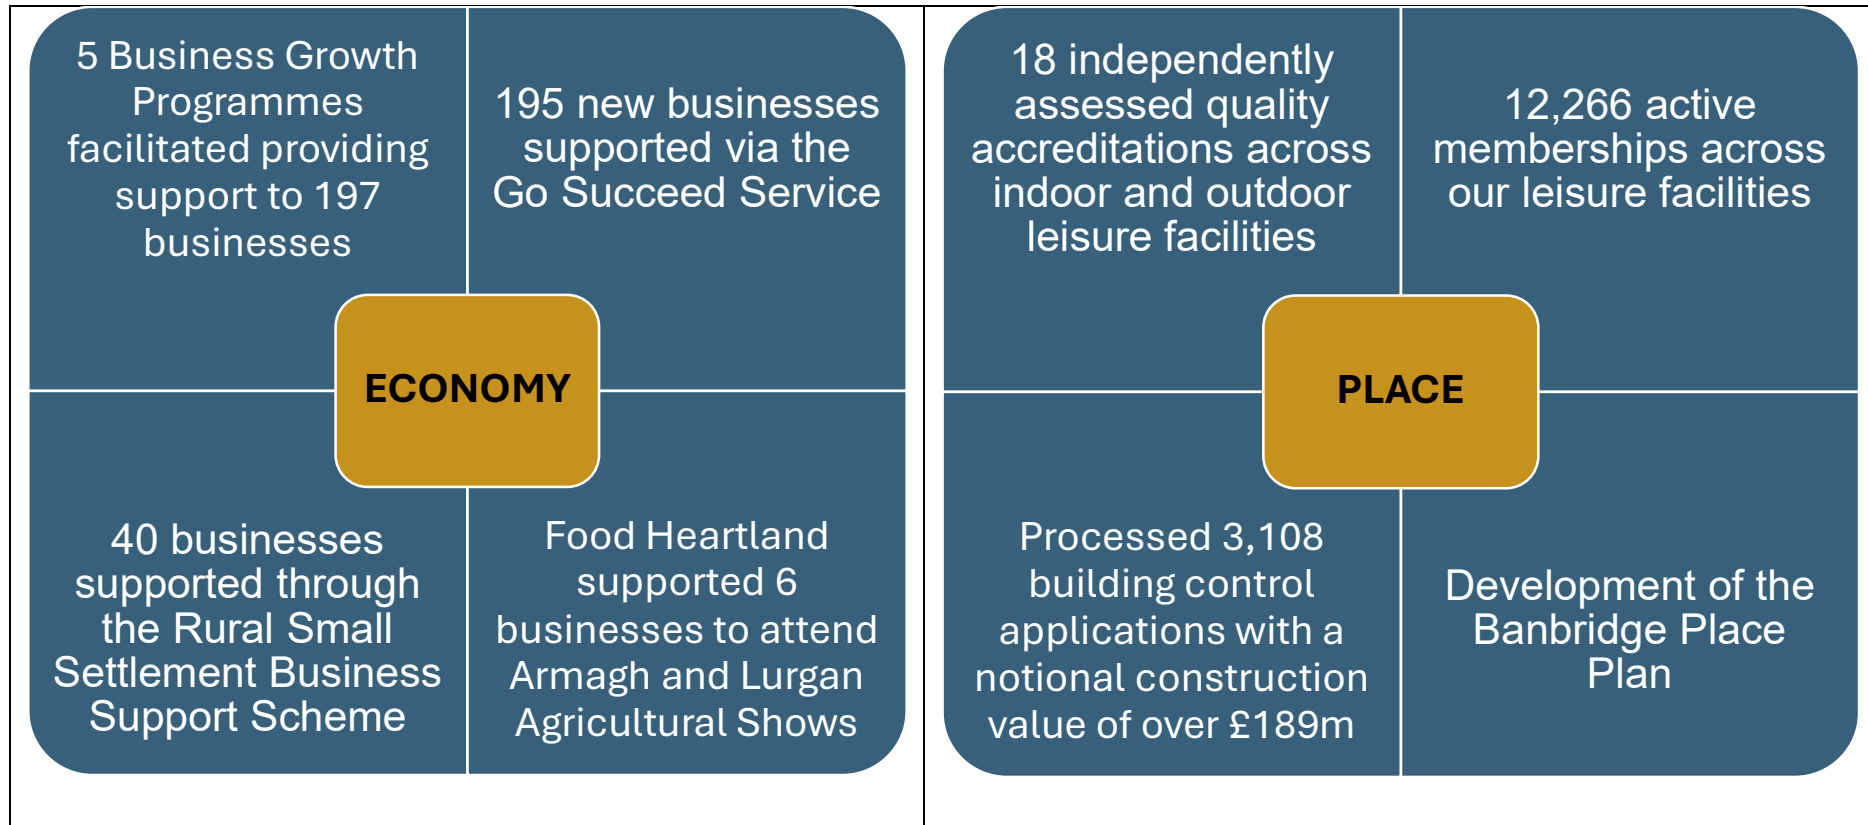 5 Business Growth
Programmes
facilitated providing
support to 197
businesses
195 new businesses
supported via the
Go Succeed Service
ECONOMY
40 businesses
supported through
the Rural Small
Settlement Business
Support Scheme
Food Heartland
supported 6
businesses to attend
Armagh and Lurgan
Agricultural Shows
18 independently
assessed quality
accreditations across
indoor and outdoor
leisure facilities
12,266 active
memberships across
our leisure facilities
PLACE
Processed 3,108
building control
applications with a
notional construction
value of over £189m
Development of the
Banbridge Place
Plan